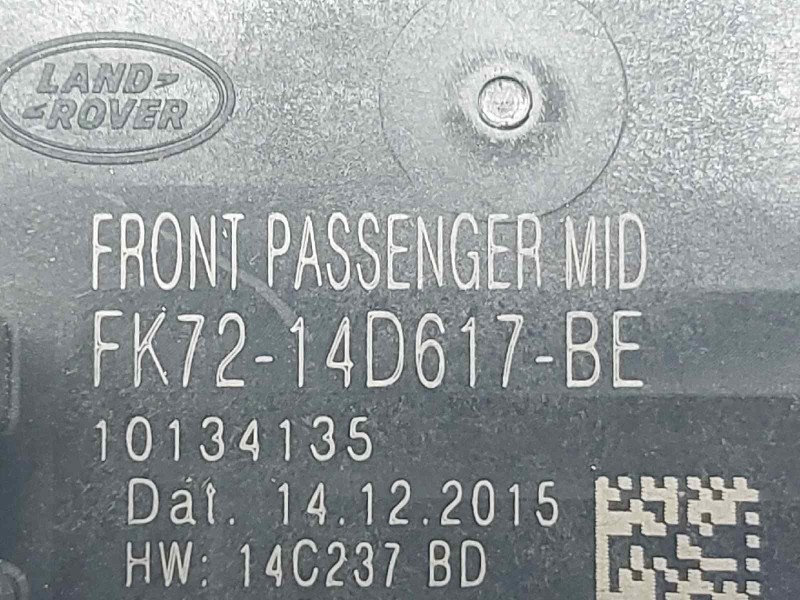 LAND
ROVER
FRONT PASSENGER MID
FK72-14D617-BE
10134135
Dat. 14.12.2015
HW: 14C237 BD